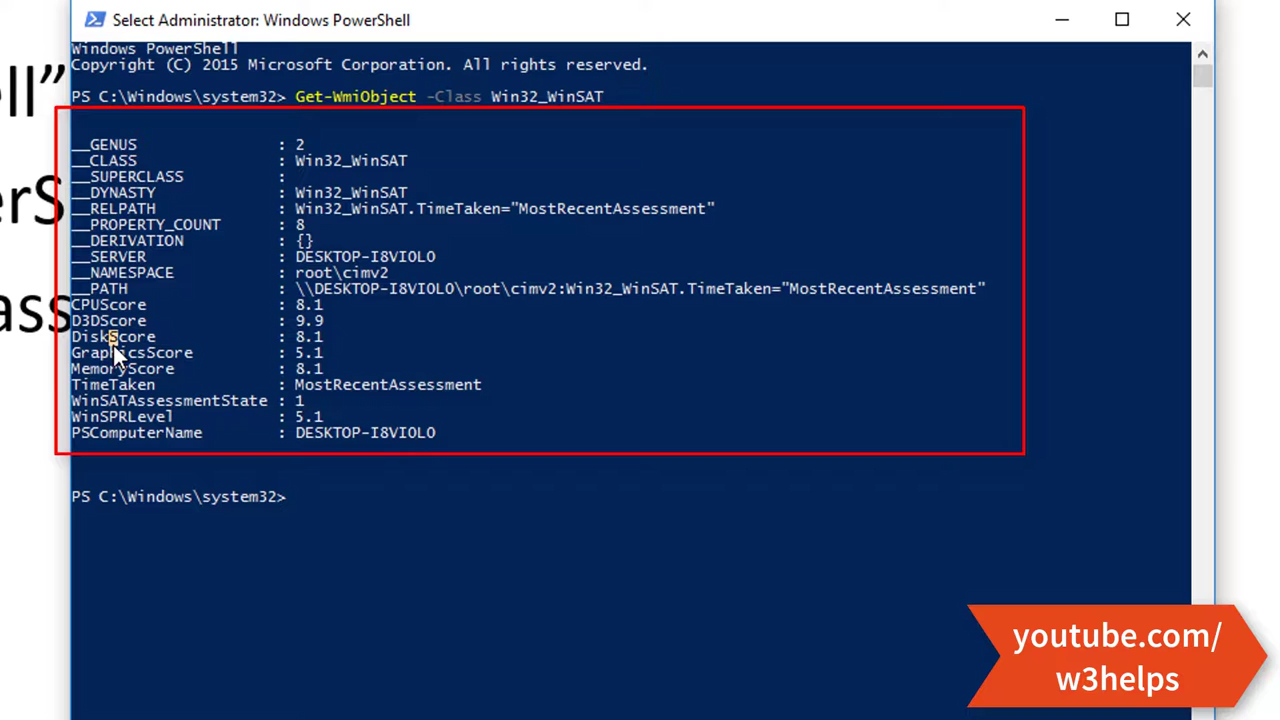 Select Administrator: Windows PowerShell
Windows PowerShell
Copyright (C) 2015 Microsoft Corporation. All rights reserved.
PS C:\Windows\system32> Get-WmiObject -Class Win32_WinSAT
__GENUS : 2
__CLASS : Win32_WinSAT
__SUPERCLASS :
__DYNASTY : Win32_WinSAT
__RELPATH : Win32_WinSAT.TimeTaken="MostRecentAssessment"
__PROPERTY_COUNT : 8
__DERIVATION : {}
__SERVER : DESKTOP-I8VIOLO
__NAMESPACE : root\cimv2
__PATH : \\DESKTOP-I8VIOLO\root\cimv2:Win32_WinSAT.TimeTaken="MostRecentAssessment"
CPUScore : 8.1
D3DScore : 9.9
DiskScore : 8.1
GraphicsScore : 5.1
MemoryScore : 8.1
TimeTaken : MostRecentAssessment
WinSATAssessmentState : 1
WinSPRLevel : 5.1
PSComputerName : DESKTOP-I8VIOLO
PS C:\Windows\system32>
ell”
erS
ass
youtube.com/
w3helps